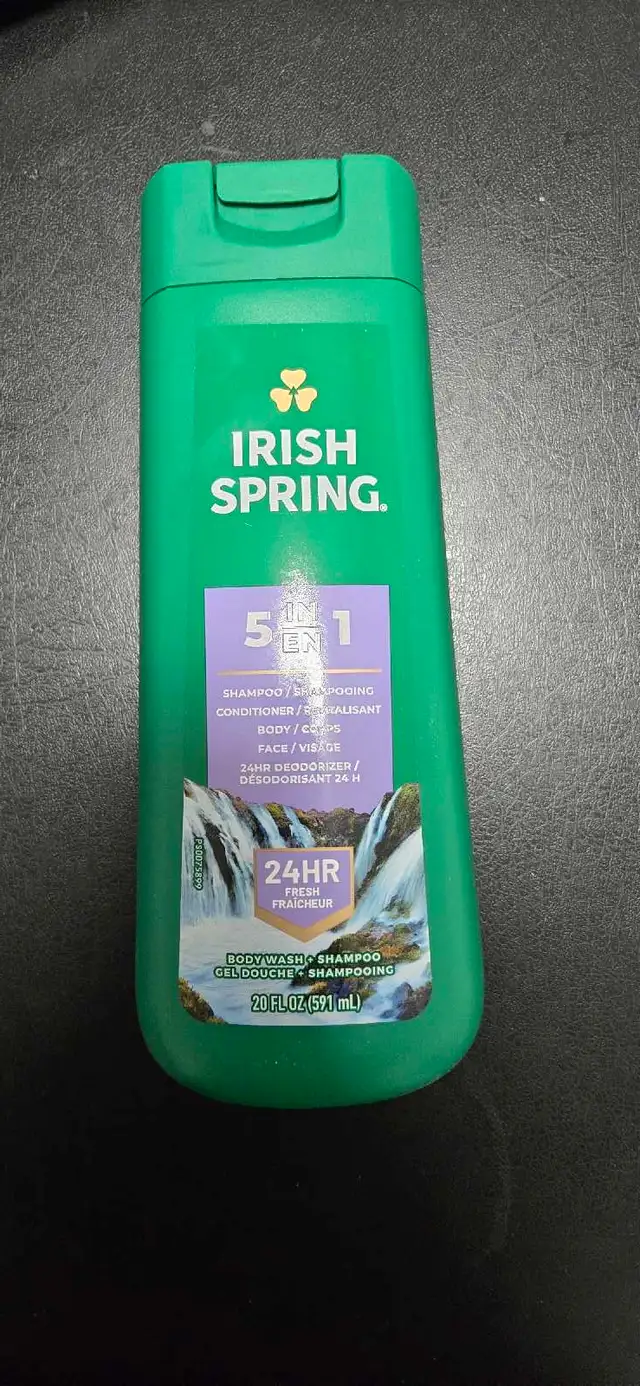 IRISH
SPRING®
5 IN EN 1
SHAMPOO / SHAMPOOING
CONDITIONER / REVITALISANT
BODY / CORPS
FACE / VISAGE
24HR DEODORIZER /
DÉSODORISANT 24 H
PS0075899
24HR
FRESH
FRAÎCHEUR
BODY WASH + SHAMPOO
GEL DOUCHE + SHAMPOOING
20 FL OZ (591 mL)